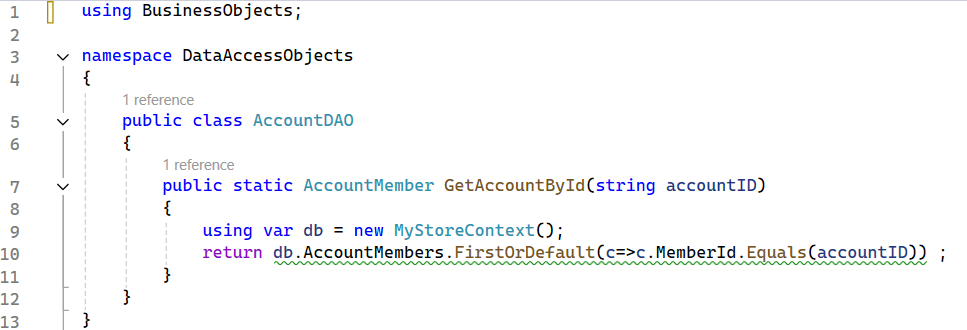 1 using BusinessObjects;
2
3 namespace DataAccessObjects
4 {
1 reference
5 public class AccountDAO
6 {
1 reference
7 public static AccountMember GetAccountById(string accountID)
8 {
9 using var db = new MyStoreContext();
10 return db.AccountMembers.FirstOrDefault(c=>c.MemberId.Equals(accountID)) ;
11 }
12 }
13 }